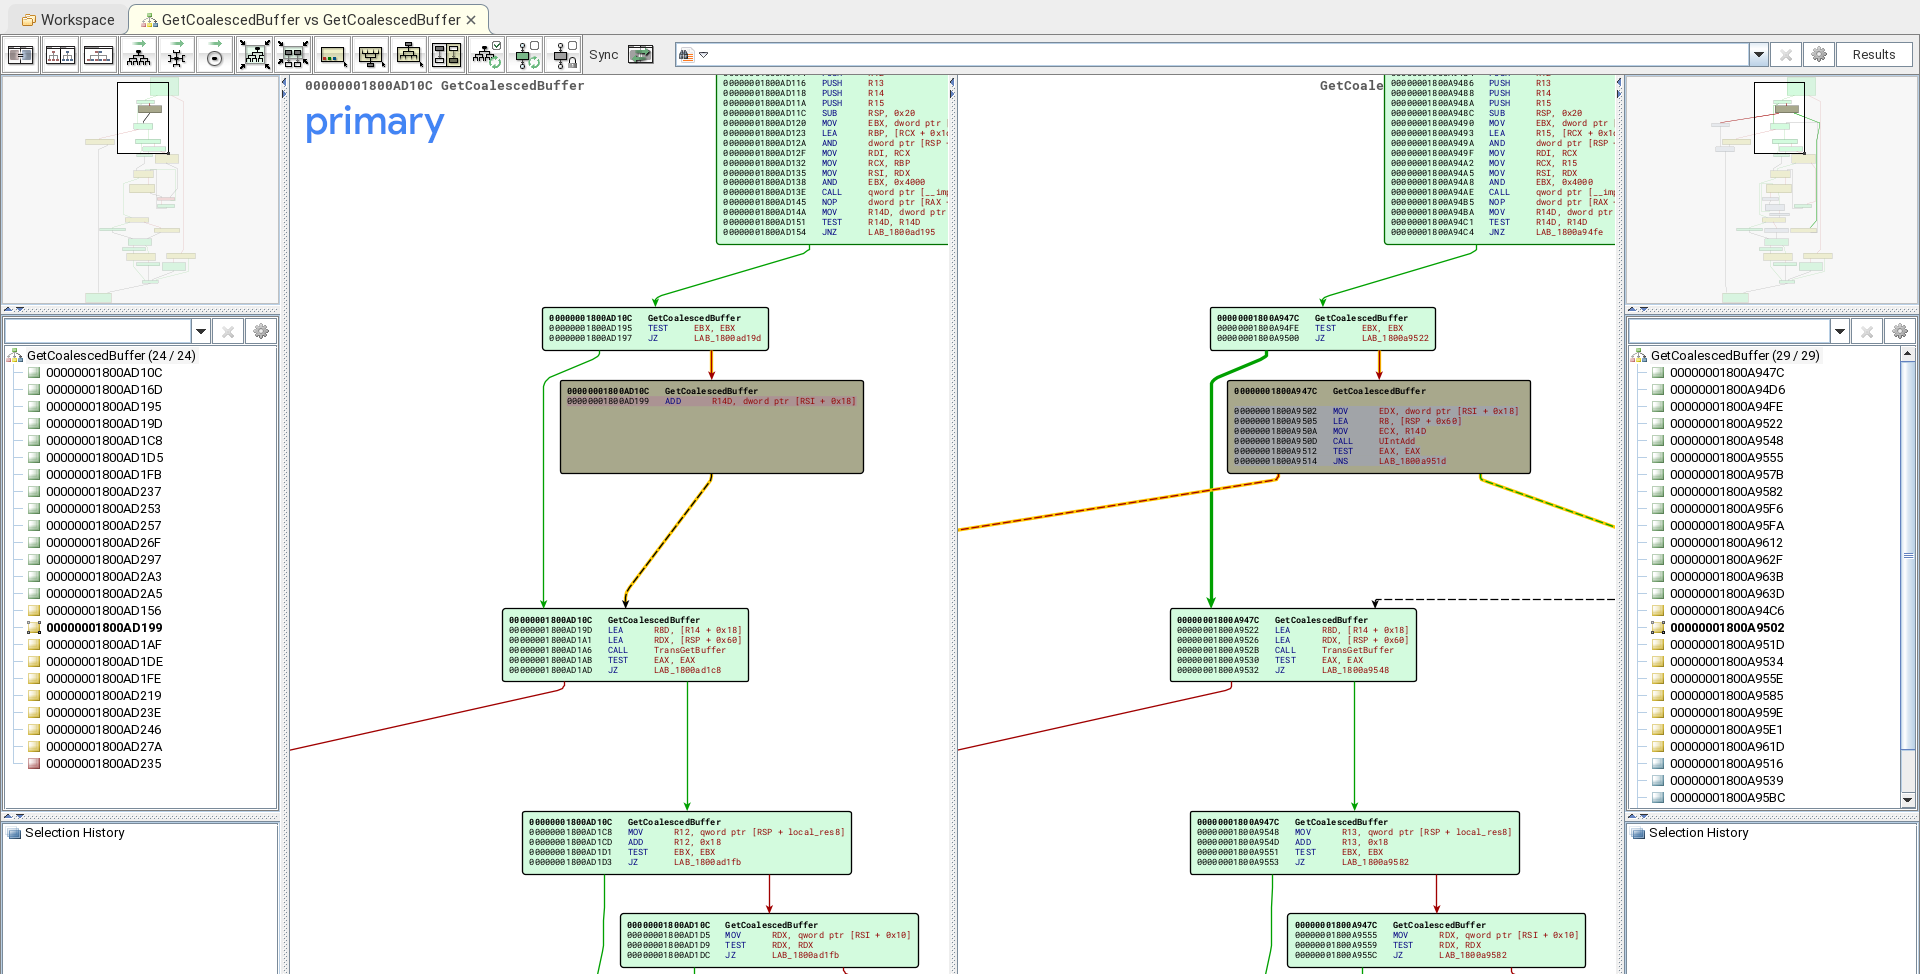 Workspace
GetCoalescedBuffer vs GetCoalescedBuffer
Sync
Results
GetCoalescedBuffer (24 / 24)
00000001800AD10C
00000001800AD16D
00000001800AD195
00000001800AD19D
00000001800AD1C8
00000001800AD1D5
00000001800AD1FB
00000001800AD237
00000001800AD253
00000001800AD257
00000001800AD26F
00000001800AD297
00000001800AD2A3
00000001800AD2A5
00000001800AD156
00000001800AD199
00000001800AD1AF
00000001800AD1DE
00000001800AD1FE
00000001800AD219
00000001800AD23E
00000001800AD246
00000001800AD27A
00000001800AD235
Selection History
00000001800AD10C GetCoalescedBuffer
primary
00000001800AD116 PUSH R13
00000001800AD118 PUSH R14
00000001800AD11A PUSH R15
00000001800AD11C SUB RSP, 0x20
00000001800AD120 MOV EBX, dword ptr
00000001800AD123 LEA RBP, [RCX + 0x1
00000001800AD12A AND dword ptr [RSP
00000001800AD12F MOV RDI, RCX
00000001800AD132 MOV RCX, RBP
00000001800AD135 MOV RSI, RDX
00000001800AD138 AND EBX, 0x4000
00000001800AD13E CALL qword ptr [__imp
00000001800AD145 NOP dword ptr [RAX
00000001800AD14A MOV R14D, dword ptr
00000001800AD151 TEST R14D, R14D
00000001800AD154 JNZ LAB_1800ad195
00000001800AD10C GetCoalescedBuffer
00000001800AD195 TEST EBX, EBX
00000001800AD197 JZ LAB_1800ad19d
00000001800AD10C GetCoalescedBuffer
00000001800AD199 ADD R14D, dword ptr [RSI + 0x18]
00000001800AD10C GetCoalescedBuffer
00000001800AD19D LEA R8D, [R14 + 0x18]
00000001800AD1A1 LEA RDX, [RSP + 0x60]
00000001800AD1A6 CALL TransGetBuffer
00000001800AD1AB TEST EAX, EAX
00000001800AD1AD JZ LAB_1800ad1c8
00000001800AD10C GetCoalescedBuffer
00000001800AD1C8 MOV R12, qword ptr [RSP + local_res8]
00000001800AD1CD ADD R12, 0x18
00000001800AD1D1 TEST EBX, EBX
00000001800AD1D3 JZ LAB_1800ad1fb
00000001800AD10C GetCoalescedBuffer
00000001800AD1D5 MOV RDX, qword ptr [RSI + 0x10]
00000001800AD1D9 TEST RDX, RDX
00000001800AD1DC JZ LAB_1800ad1fb
GetCoale
00000001800A9486 PUSH R13
00000001800A9488 PUSH R14
00000001800A948A PUSH R15
00000001800A948C SUB RSP, 0x20
00000001800A9490 MOV EBX, dword ptr
00000001800A9493 LEA R15, [RCX + 0x1
00000001800A949A AND dword ptr [RSP
00000001800A949F MOV RDI, RCX
00000001800A94A2 MOV RCX, R15
00000001800A94A5 MOV RSI, RDX
00000001800A94A8 AND EBX, 0x4000
00000001800A94AE CALL qword ptr [__imp
00000001800A94B5 NOP dword ptr [RAX
00000001800A94BA MOV R14D, dword ptr
00000001800A94C1 TEST R14D, R14D
00000001800A94C4 JNZ LAB_1800a94fe
00000001800A947C GetCoalescedBuffer
00000001800A94FE TEST EBX, EBX
00000001800A9500 JZ LAB_1800a9522
00000001800A947C GetCoalescedBuffer
00000001800A9502 MOV EDX, dword ptr [RSI + 0x18]
00000001800A9505 LEA R8, [RSP + 0x60]
00000001800A950A MOV ECX, R14D
00000001800A950D CALL UIntAdd
00000001800A9512 TEST EAX, EAX
00000001800A9514 JNS LAB_1800a951d
00000001800A947C GetCoalescedBuffer
00000001800A9522 LEA R8D, [R14 + 0x18]
00000001800A9526 LEA RDX, [RSP + 0x60]
00000001800A952B CALL TransGetBuffer
00000001800A9530 TEST EAX, EAX
00000001800A9532 JZ LAB_1800a9548
00000001800A947C GetCoalescedBuffer
00000001800A9548 MOV R13, qword ptr [RSP + local_res8]
00000001800A954D ADD R13, 0x18
00000001800A9551 TEST EBX, EBX
00000001800A9553 JZ LAB_1800a9582
00000001800A947C GetCoalescedBuffer
00000001800A9555 MOV RDX, qword ptr [RSI + 0x10]
00000001800A9559 TEST RDX, RDX
00000001800A955C JZ LAB_1800a9582
GetCoalescedBuffer (29 / 29)
00000001800A947C
00000001800A94D6
00000001800A94FE
00000001800A9522
00000001800A9548
00000001800A9555
00000001800A957B
00000001800A9582
00000001800A95F6
00000001800A95FA
00000001800A9612
00000001800A962F
00000001800A963B
00000001800A963D
00000001800A94C6
00000001800A9502
00000001800A951D
00000001800A9534
00000001800A955E
00000001800A9585
00000001800A959E
00000001800A95E1
00000001800A961D
00000001800A9516
00000001800A9539
00000001800A95BC
Selection History